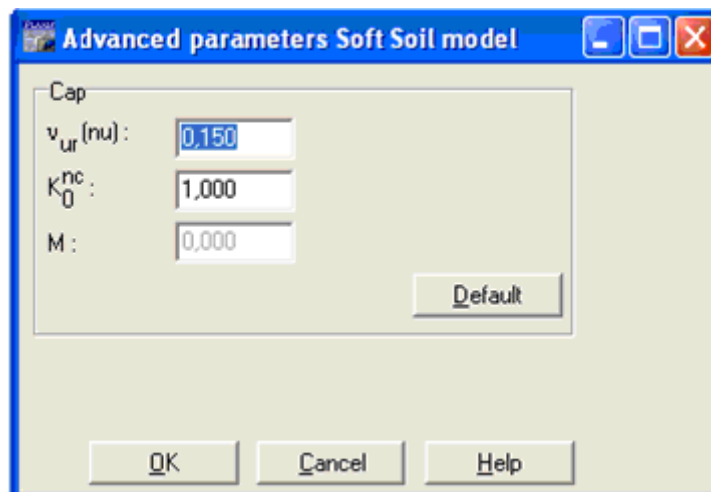 Advanced parameters Soft Soil model
Cap
νur(nu) : 0,150
K0nc : 1,000
M : 0,000
Default
OK Cancel Help